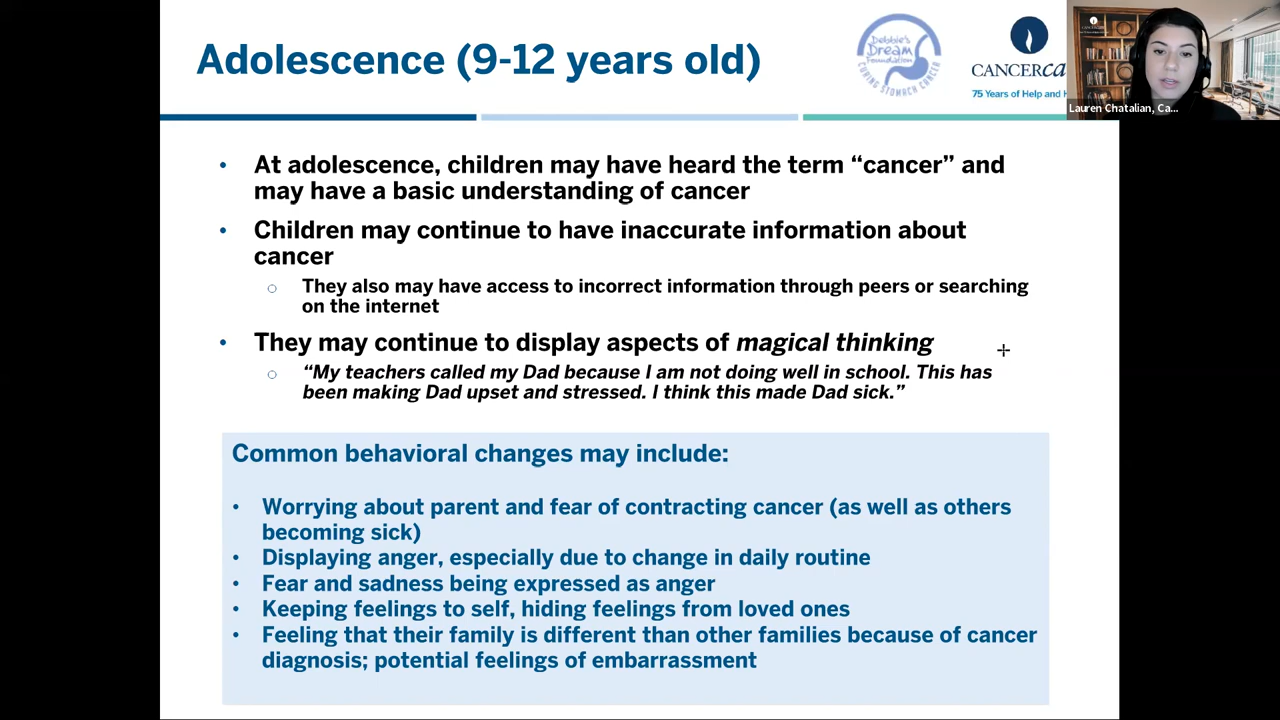 Adolescence (9-12 years old)
Debbie's
Dream
Foundation
CURING STOMACH CANCER
CANCERca
75 Years of Help and H
Lauren Chatalian, Ca...
• At adolescence, children may have heard the term “cancer” and
may have a basic understanding of cancer
• Children may continue to have inaccurate information about
cancer
○ They also may have access to incorrect information through peers or searching
on the internet
• They may continue to display aspects of magical thinking
○ “My teachers called my Dad because I am not doing well in school. This has
been making Dad upset and stressed. I think this made Dad sick.”
Common behavioral changes may include:
• Worrying about parent and fear of contracting cancer (as well as others
becoming sick)
• Displaying anger, especially due to change in daily routine
• Fear and sadness being expressed as anger
• Keeping feelings to self, hiding feelings from loved ones
• Feeling that their family is different than other families because of cancer
diagnosis; potential feelings of embarrassment